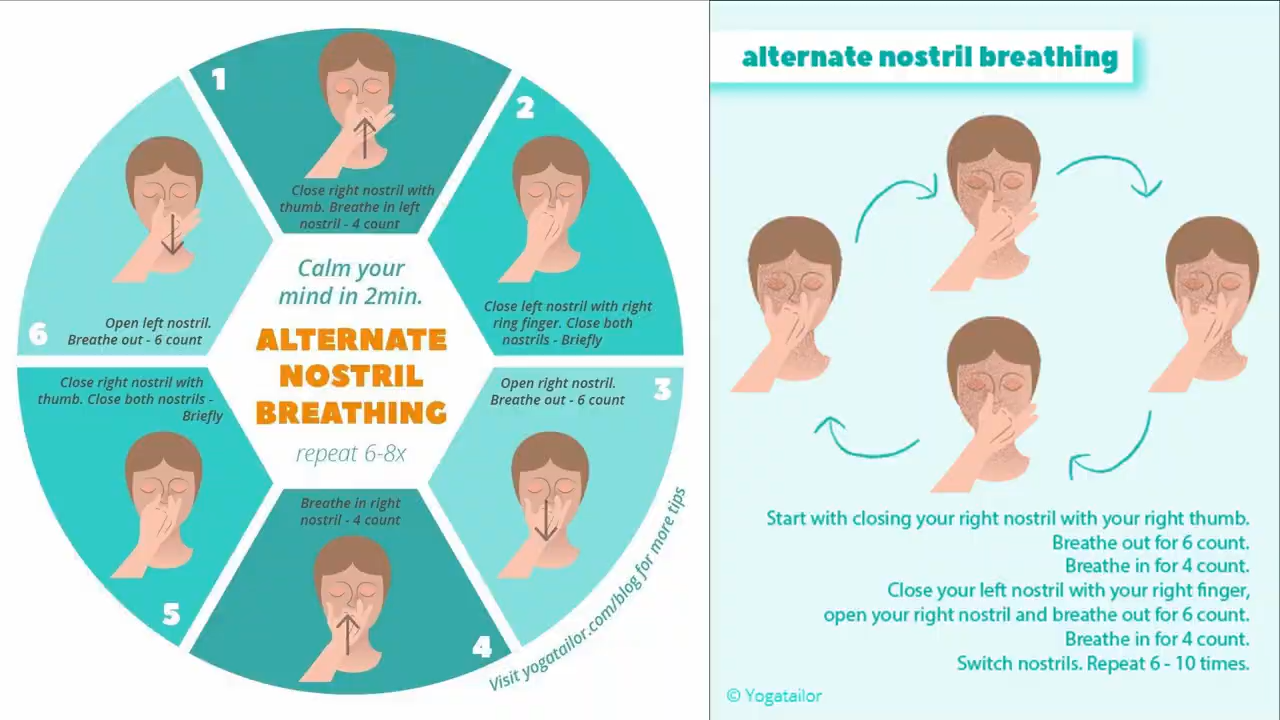 1
Close right nostril with
thumb. Breathe in left
nostril - 4 count
2
Close left nostril with right
ring finger. Close both
nostrils - Briefly
Open right nostril.
Breathe out - 6 count
3
Breathe in right
nostril - 4 count
4
Close right nostril with
thumb. Close both nostrils -
Briefly
5
Open left nostril.
Breathe out - 6 count
6
Calm your
mind in 2min.
ALTERNATE
NOSTRIL
BREATHING
repeat 6-8x
Visit yogatailor.com/blog for more tips
alternate nostril breathing
Start with closing your right nostril with your right thumb.
Breathe out for 6 count.
Breathe in for 4 count.
Close your left nostril with your right finger,
open your right nostril and breathe out for 6 count.
Breathe in for 4 count.
Switch nostrils. Repeat 6 - 10 times.
© Yogatailor